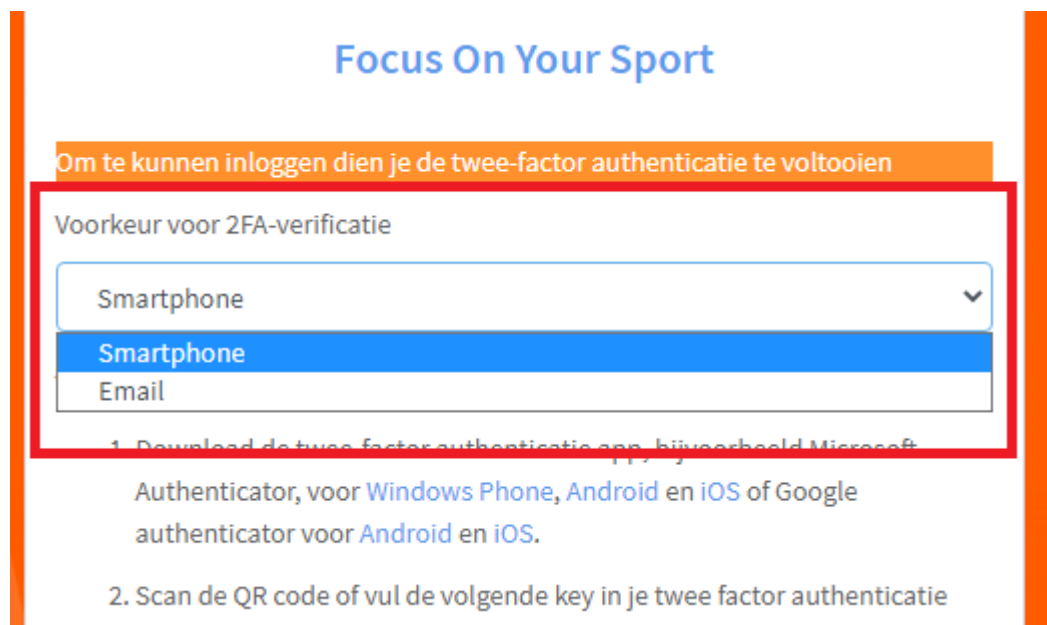 Focus On Your Sport
Om te kunnen inloggen dien je de twee-factor authenticatie te voltooien
Voorkeur voor 2FA-verificatie
Smartphone
Smartphone
Email
1. Download de twee-factor authenticatie app, bijvoorbeeld Microsoft
Authenticator, voor Windows Phone, Android en iOS of Google
authenticator voor Android en iOS.
2. Scan de QR code of vul de volgende key in je twee factor authenticatie